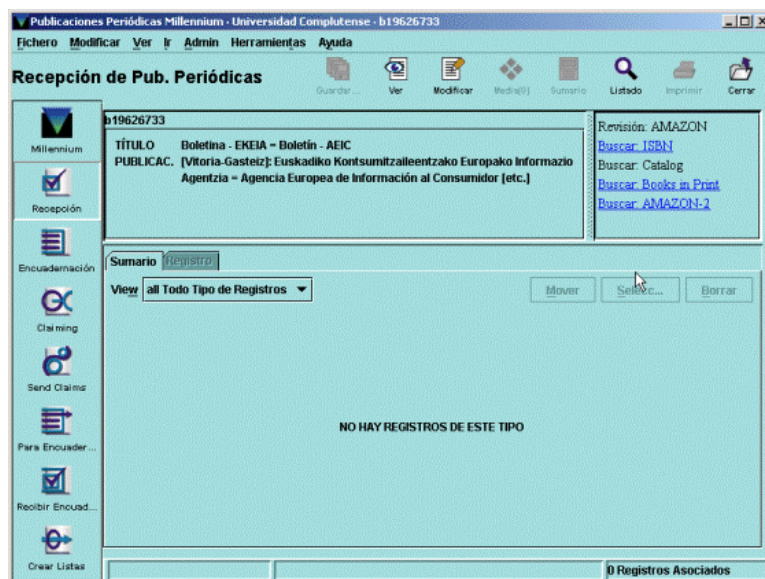 Publicaciones Periódicas Millennium · Universidad Complutense · b19626733
Fichero Modificar Ver Ir Admin Herramientas Ayuda
Recepción de Pub. Periódicas
Guardar... Ver Modificar Media(0) Sumario Listado Imprimir Cerrar
Millennium
Recepción
Encuadernación
Claiming
Send Claims
Para Encuader...
Recibir Encuad...
Crear Listas
b19626733
TÍTULO Boletina - EKEIA = Boletín - AEIC
PUBLICAC. [Vitoria-Gasteiz]: Euskadiko Kontsumitzaileentzako Europako Informazio
Agentzia = Agencia Europea de Información al Consumidor [etc.]
Revisión: AMAZON
Buscar: ISBN
Buscar: Catalog
Buscar: Books in Print
Buscar: AMAZON-2
Sumario Registro
View all Todo Tipo de Registros Mover Selecc... Borrar
NO HAY REGISTROS DE ESTE TIPO
0 Registros Asociados